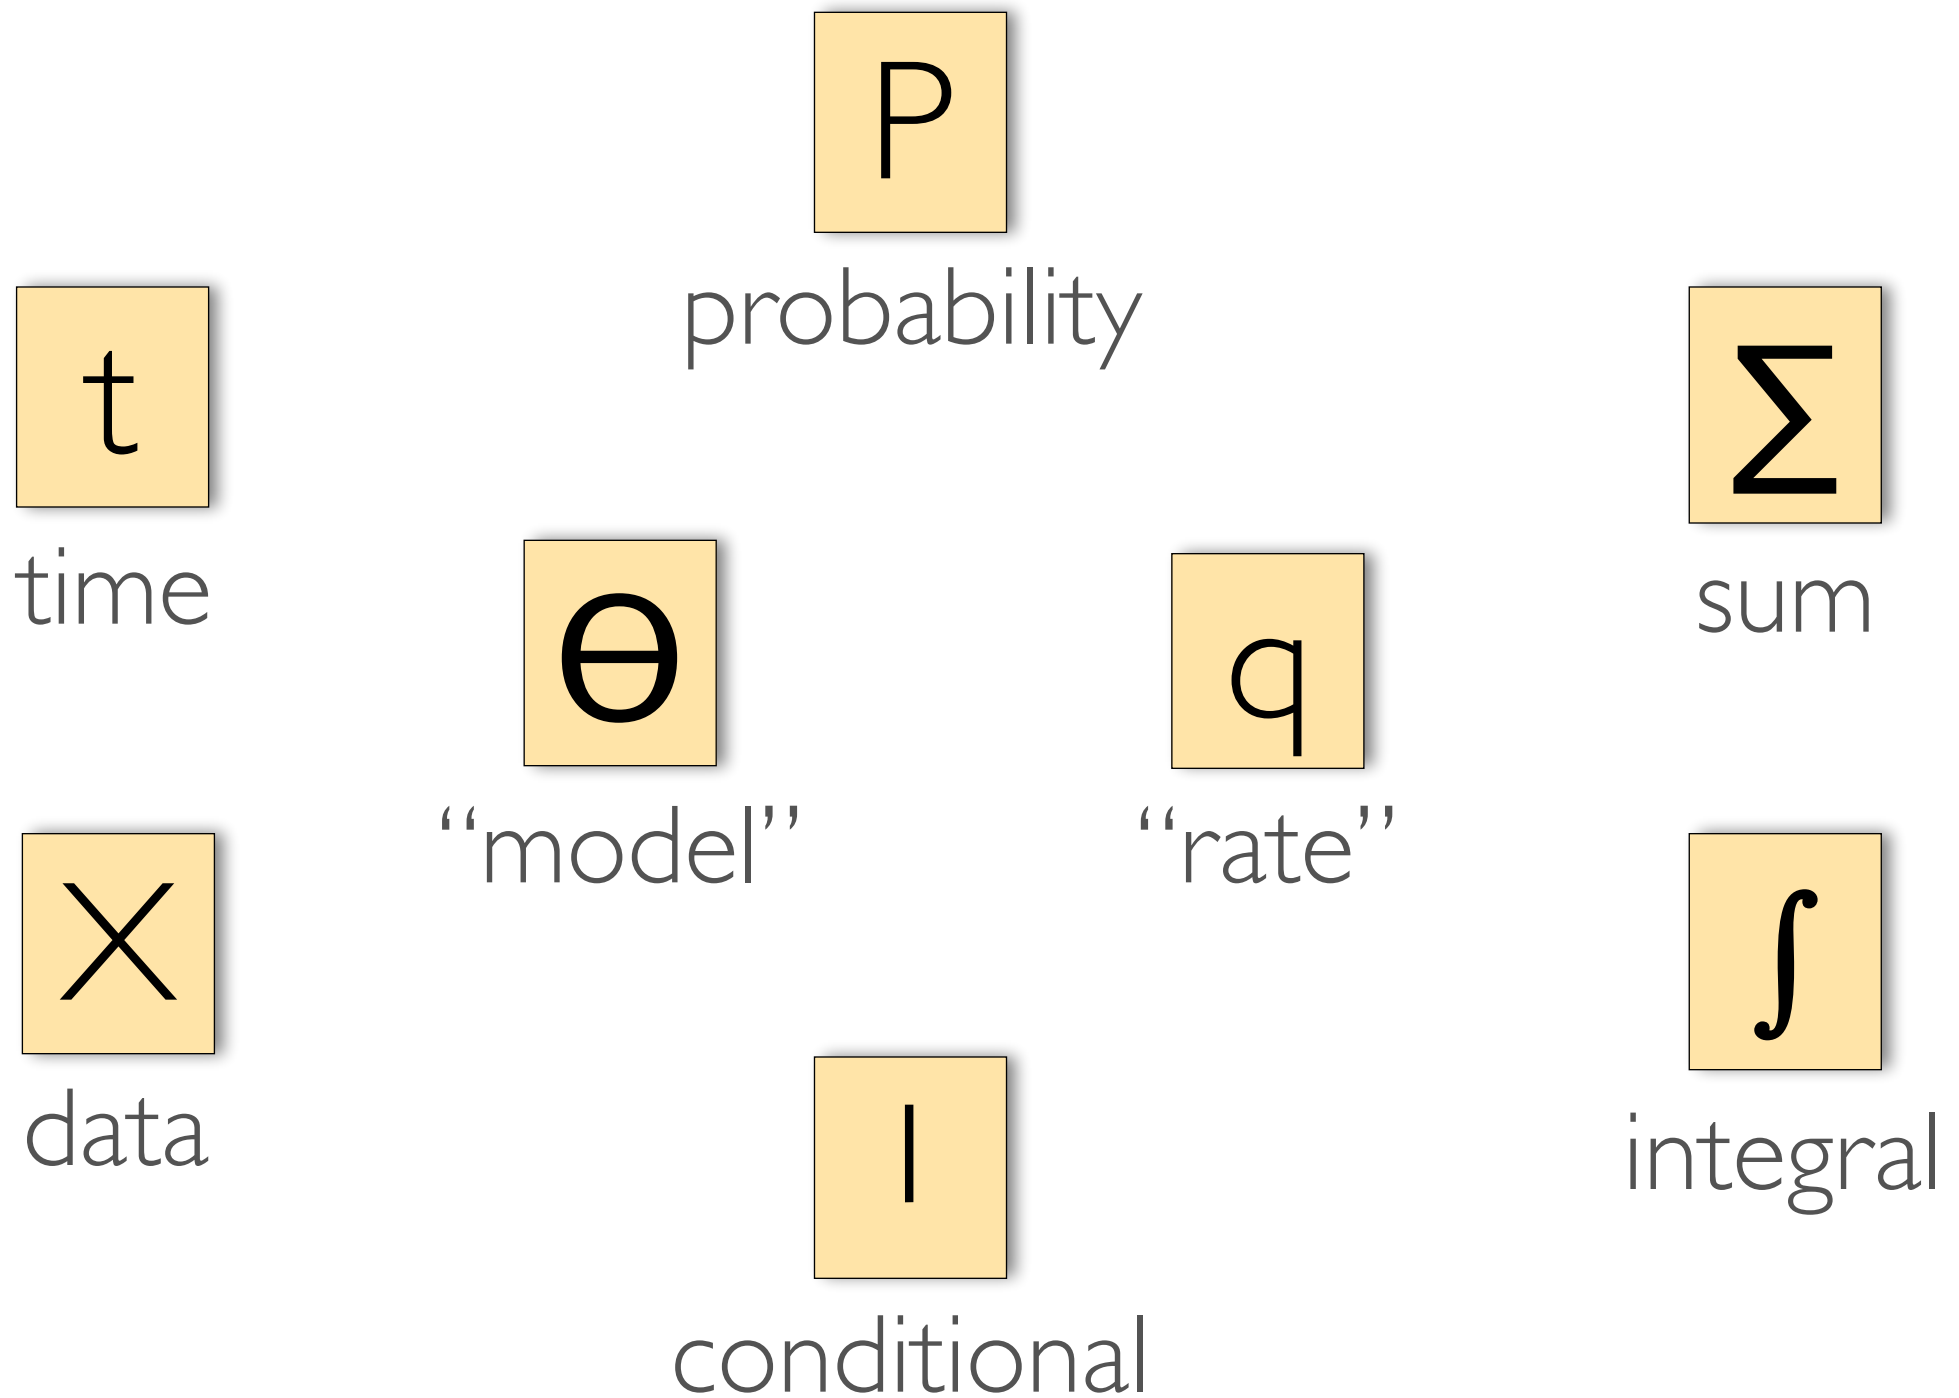 P
probability
t
time
Σ
sum
Θ
“model”
q
“rate”
X
data
∫
integral
|
conditional